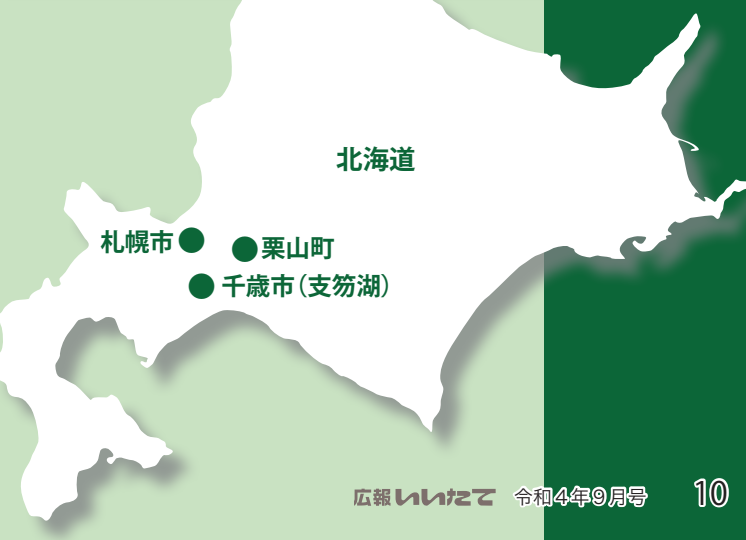 北海道
札幌市
栗山町
千歳市（支笏湖）
広報いいたて 令和4年9月号 10